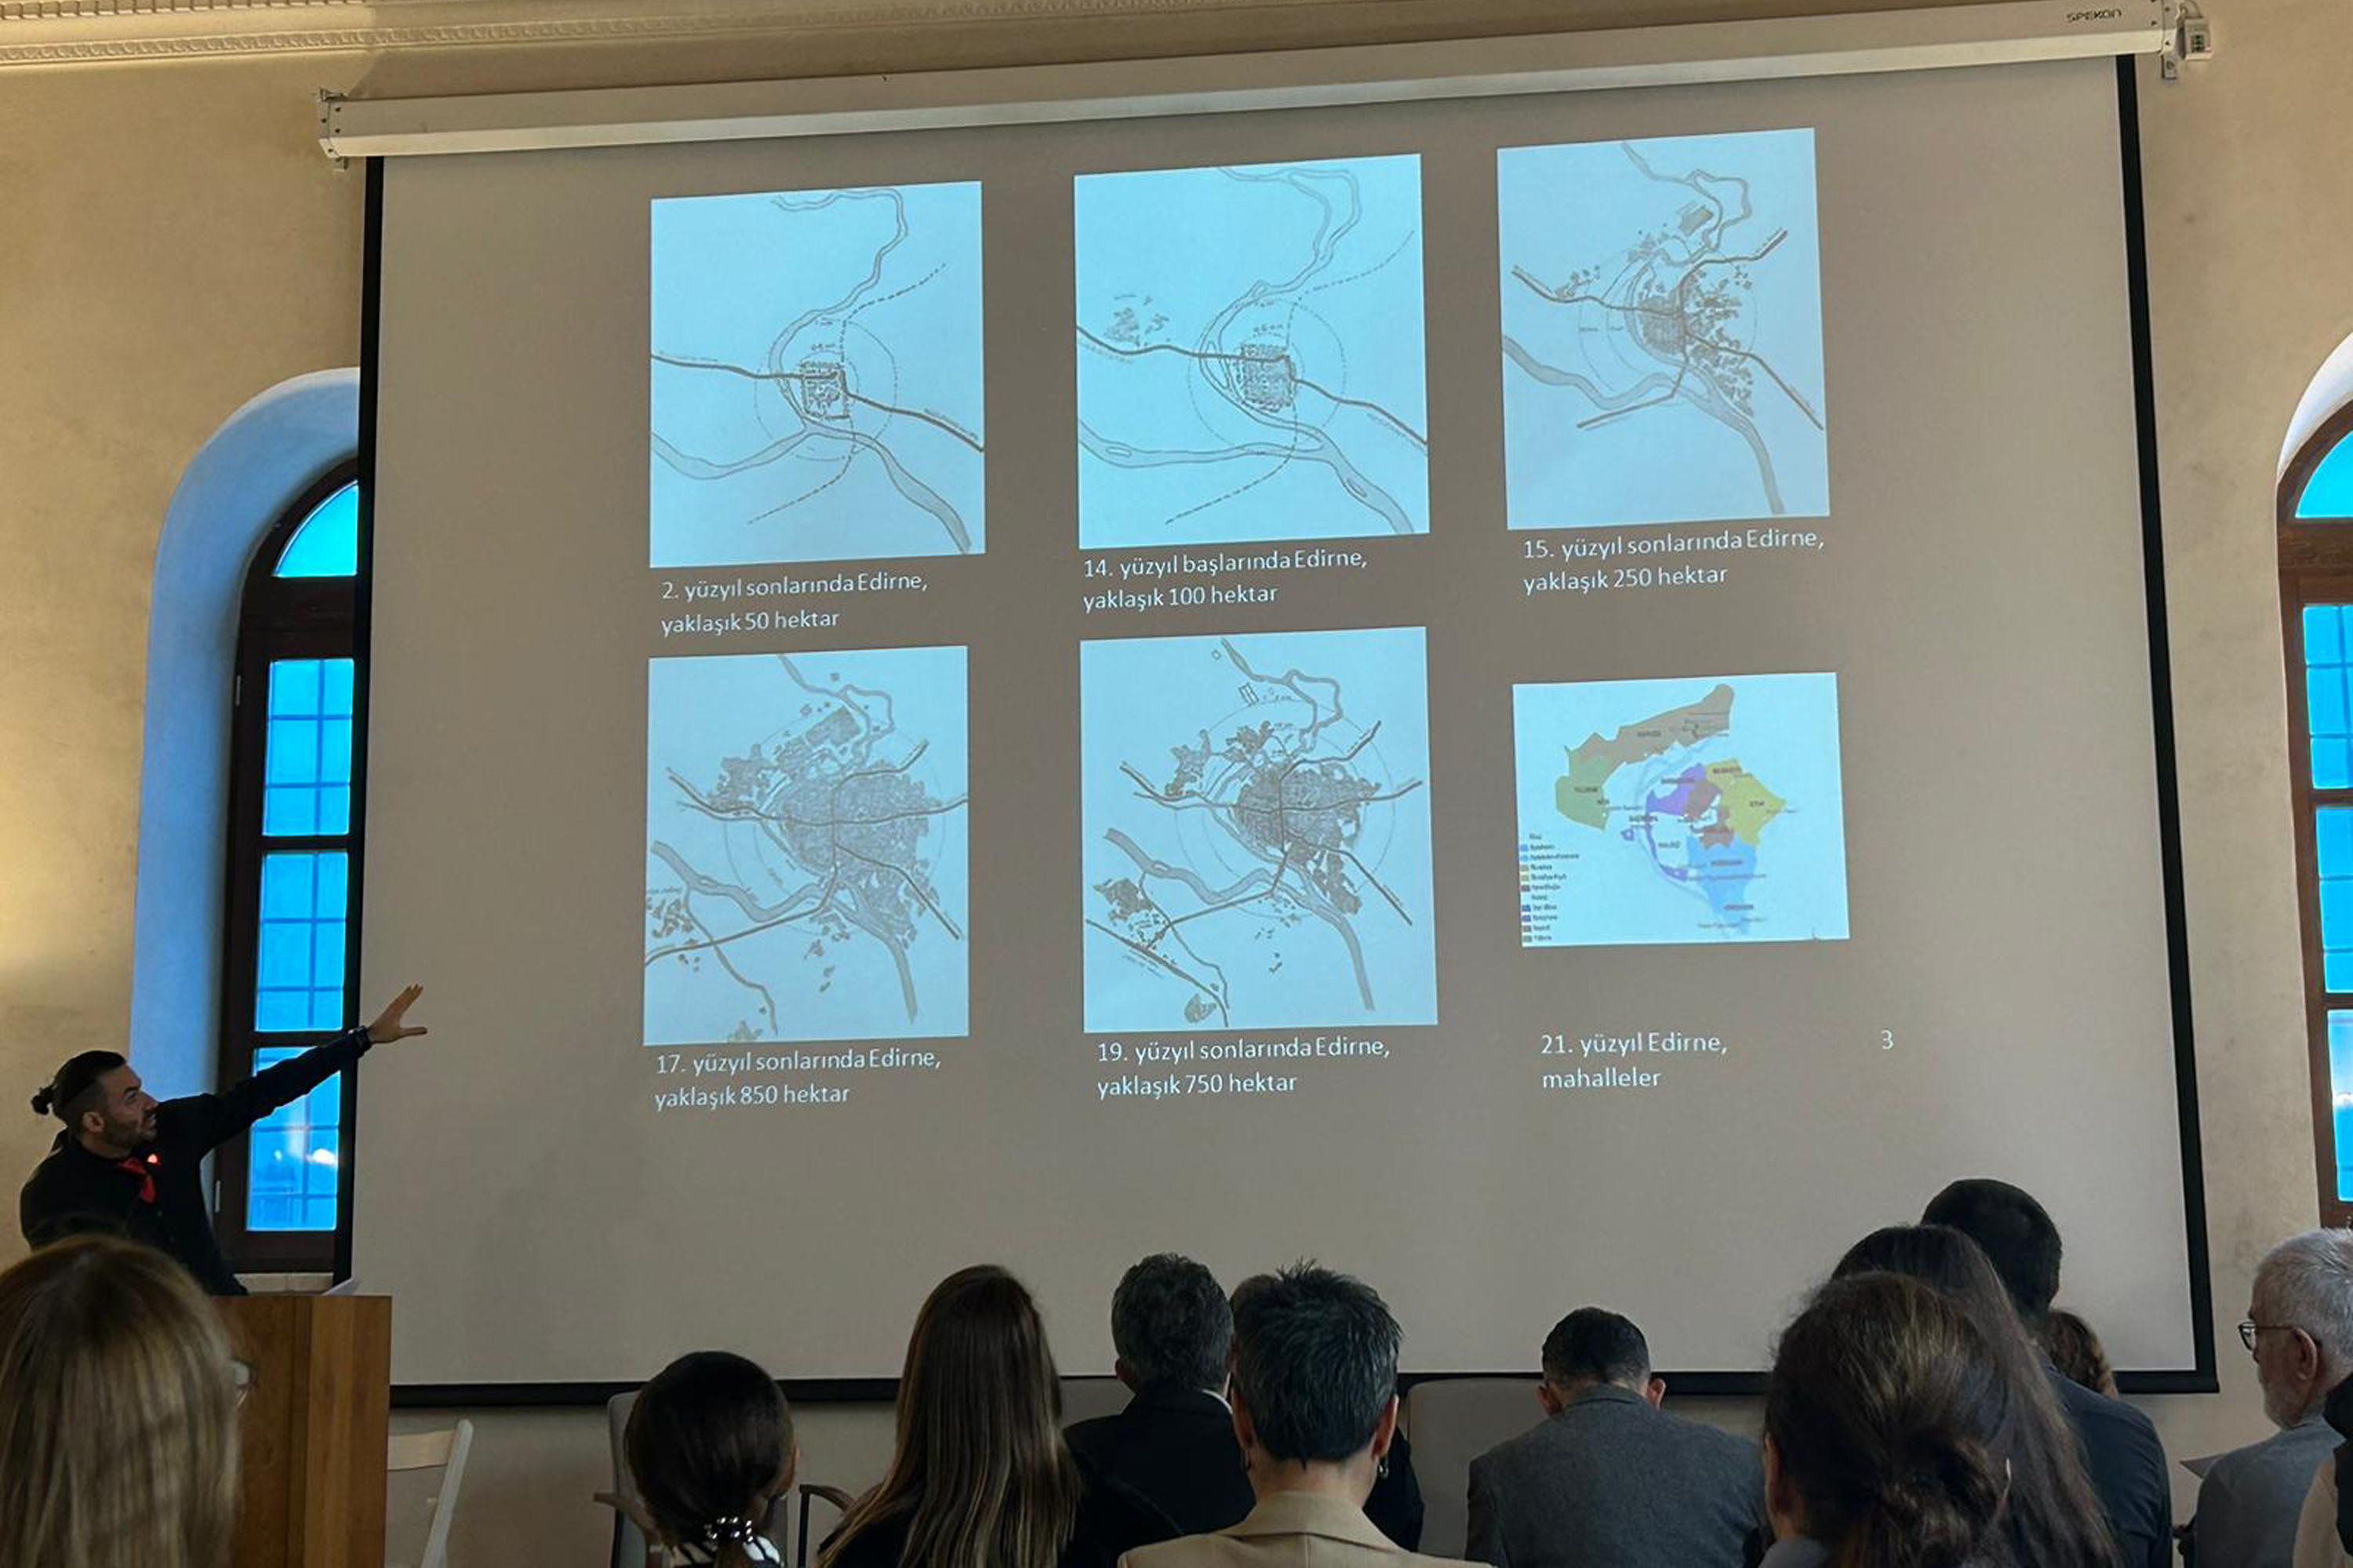 SPEKON
2. yüzyıl sonlarında Edirne,
yaklaşık 50 hektar
14. yüzyıl başlarında Edirne,
yaklaşık 100 hektar
15. yüzyıl sonlarında Edirne,
yaklaşık 250 hektar
17. yüzyıl sonlarında Edirne,
yaklaşık 850 hektar
19. yüzyıl sonlarında Edirne,
yaklaşık 750 hektar
21. yüzyıl Edirne,
mahalleler
3